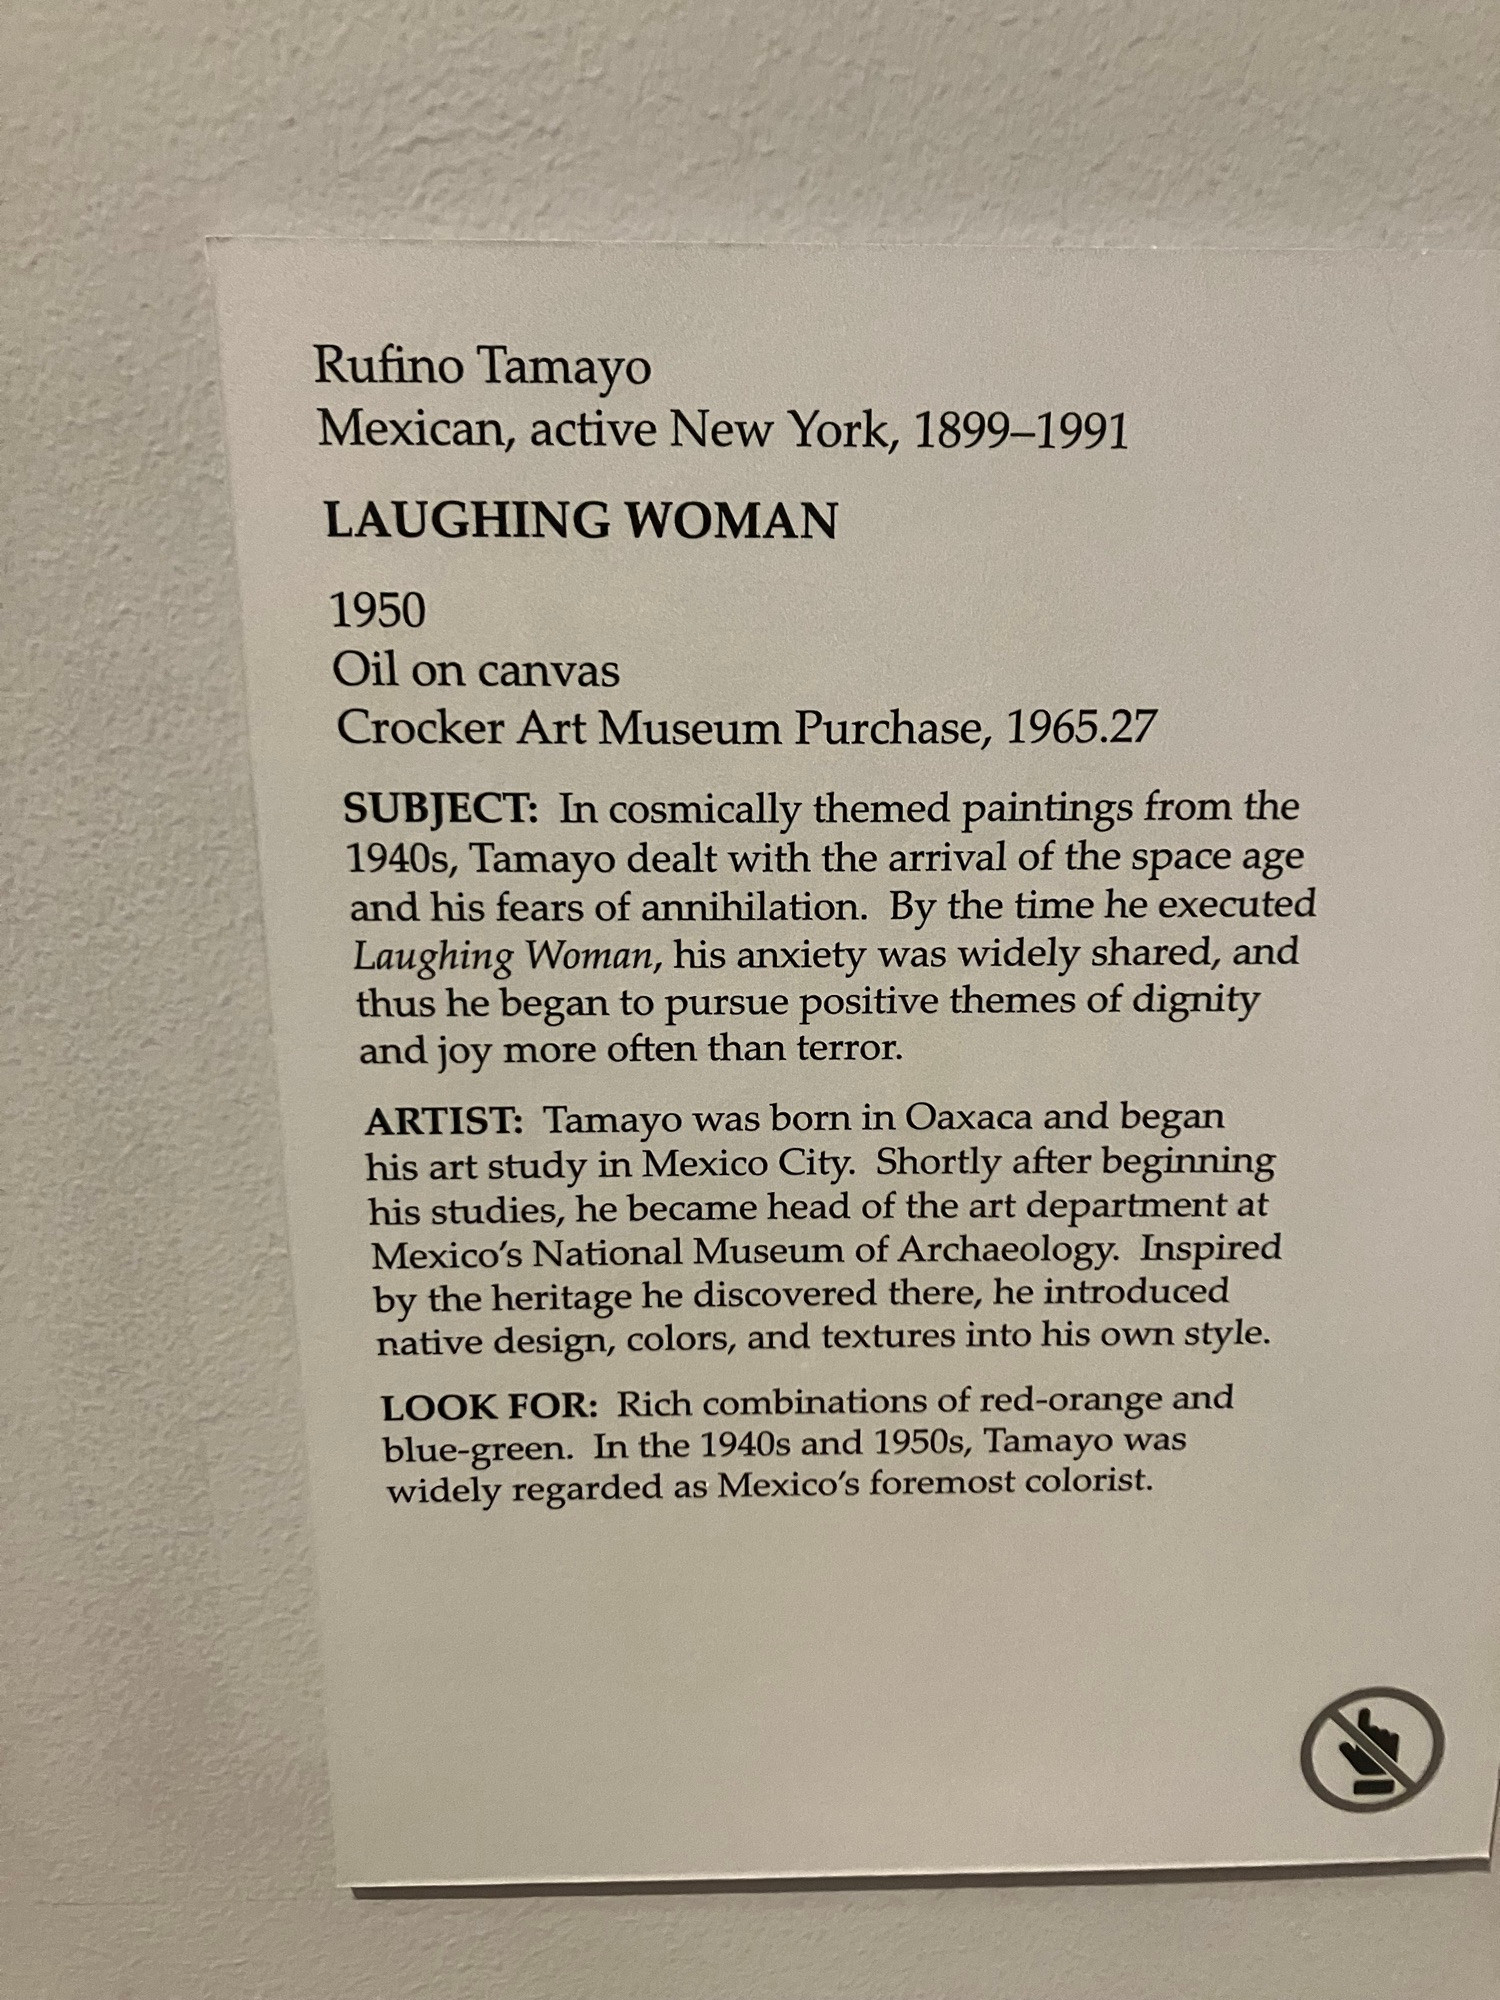 Rufino Tamayo
Mexican, active New York, 1899–1991
LAUGHING WOMAN
1950
Oil on canvas
Crocker Art Museum Purchase, 1965.27
SUBJECT: In cosmically themed paintings from the
1940s, Tamayo dealt with the arrival of the space age
and his fears of annihilation. By the time he executed
Laughing Woman, his anxiety was widely shared, and
thus he began to pursue positive themes of dignity
and joy more often than terror.
ARTIST: Tamayo was born in Oaxaca and began
his art study in Mexico City. Shortly after beginning
his studies, he became head of the art department at
Mexico’s National Museum of Archaeology. Inspired
by the heritage he discovered there, he introduced
native design, colors, and textures into his own style.
LOOK FOR: Rich combinations of red-orange and
blue-green. In the 1940s and 1950s, Tamayo was
widely regarded as Mexico’s foremost colorist.